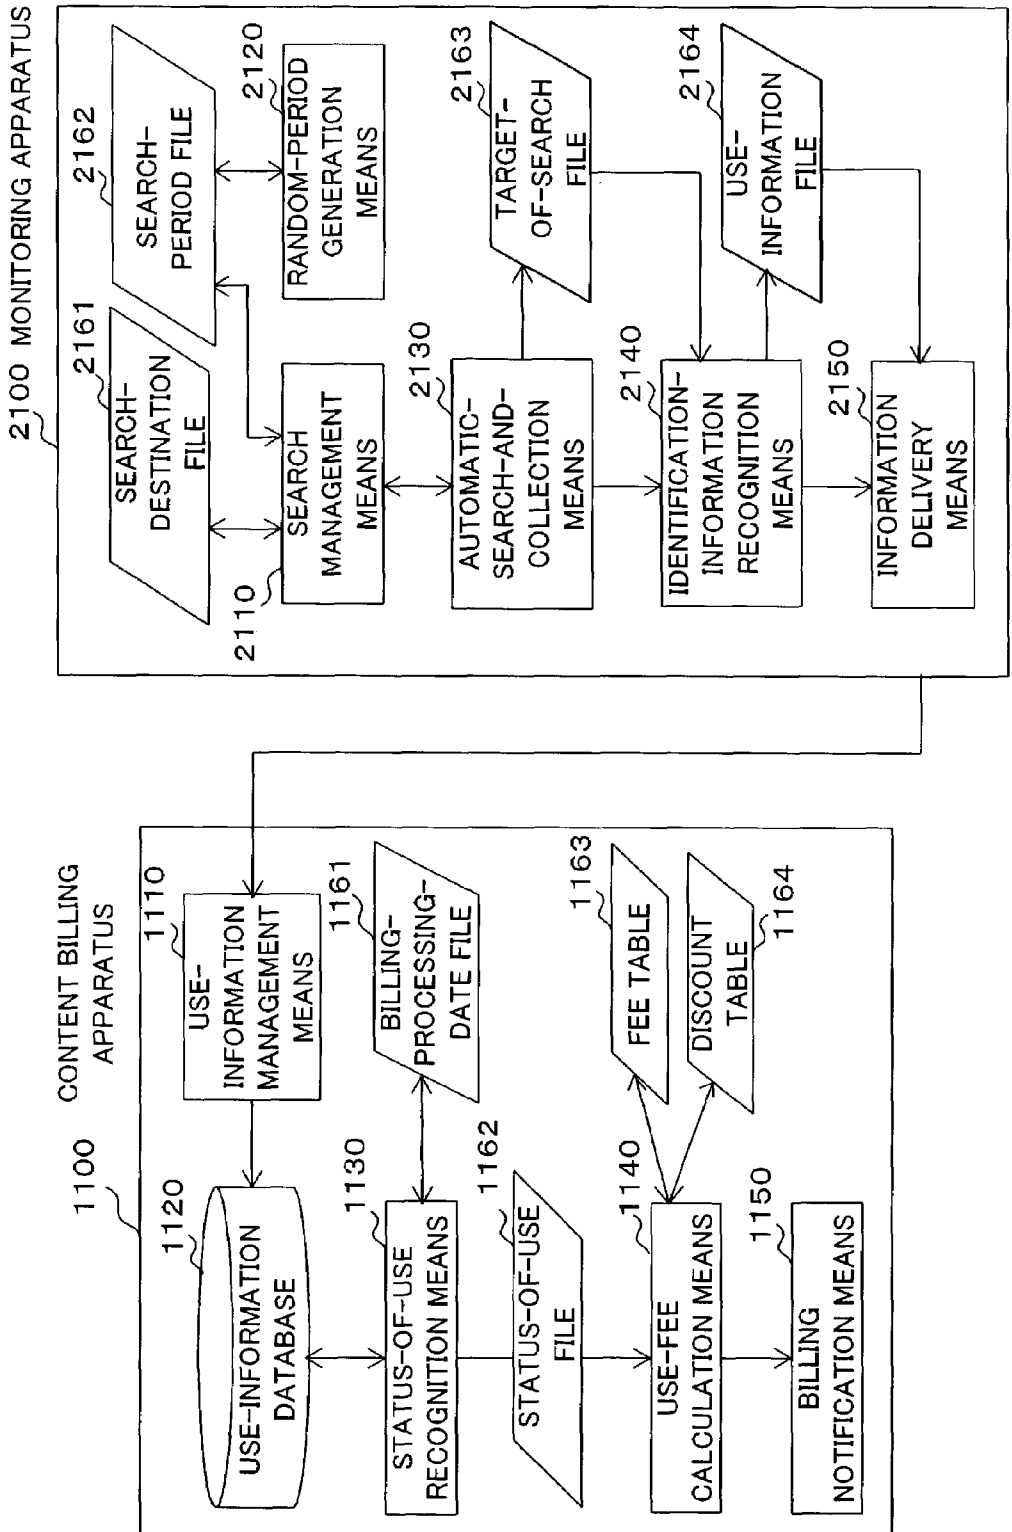 1100
CONTENT BILLING
APPARATUS
1120
USE-INFORMATION
DATABASE
1110
USE-
INFORMATION
MANAGEMENT
MEANS
1130
STATUS-OF-USE
RECOGNITION MEANS
1161
BILLING-
PROCESSING-
DATE FILE
1162
STATUS-OF-USE
FILE
1140
USE-FEE
CALCULATION MEANS
1163
FEE TABLE
DISCOUNT
TABLE
1164
1150
BILLING
NOTIFICATION MEANS
2100 MONITORING APPARATUS
2161
SEARCH-
DESTINATION
FILE
2162
SEARCH-
PERIOD FILE
2110
SEARCH
MANAGEMENT
MEANS
2120
RANDOM-PERIOD
GENERATION
MEANS
2130
AUTOMATIC-
SEARCH-AND-
COLLECTION
MEANS
2163
TARGET-
OF-SEARCH
FILE
2140
IDENTIFICATION-
INFORMATION
RECOGNITION
MEANS
2164
USE-
INFORMATION
FILE
2150
INFORMATION
DELIVERY
MEANS